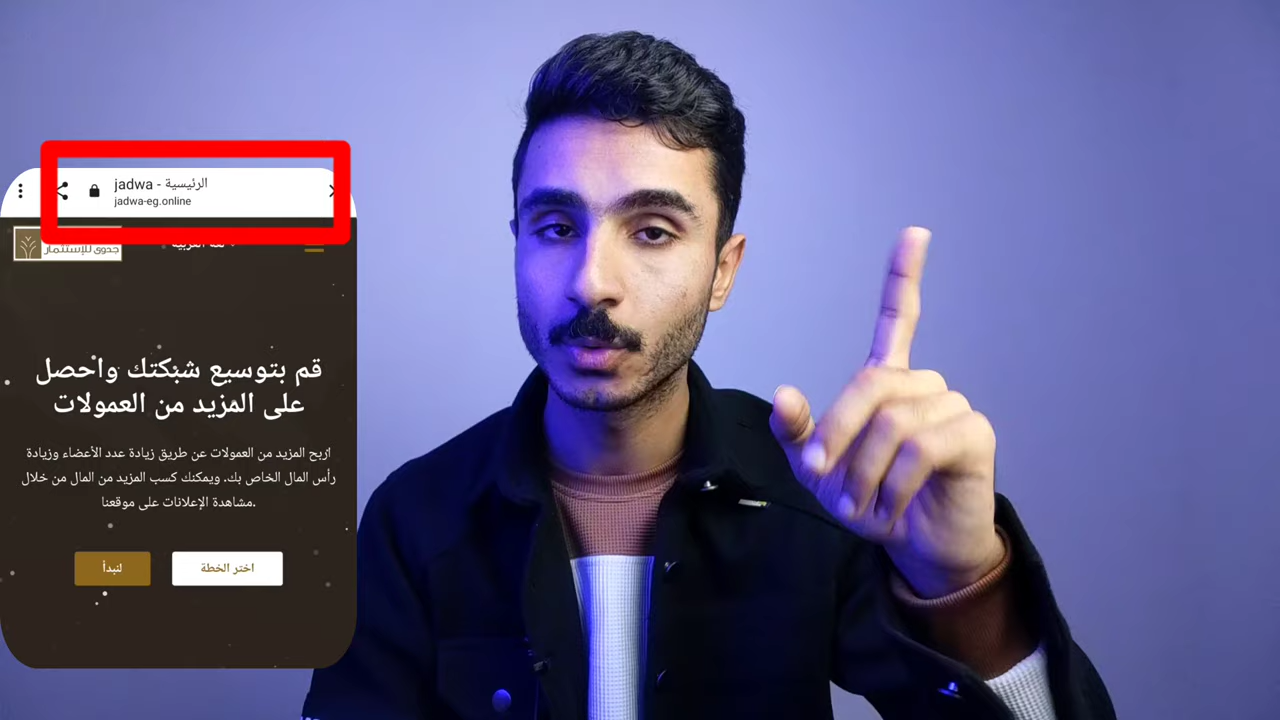 jadwa - الرئيسية
jadwa-eg.online
جدوى للإستثمار
قم بتوسيع شبكتك واحصل
على المزيد من العمولات
اربح المزيد من العمولات عن طريق زيادة عدد الأعضاء وزيادة
رأس المال الخاص بك. ويمكنك كسب المزيد من المال من خلال
مشاهدة الإعلانات على موقعنا.
لنبدأ
اختر الخطة